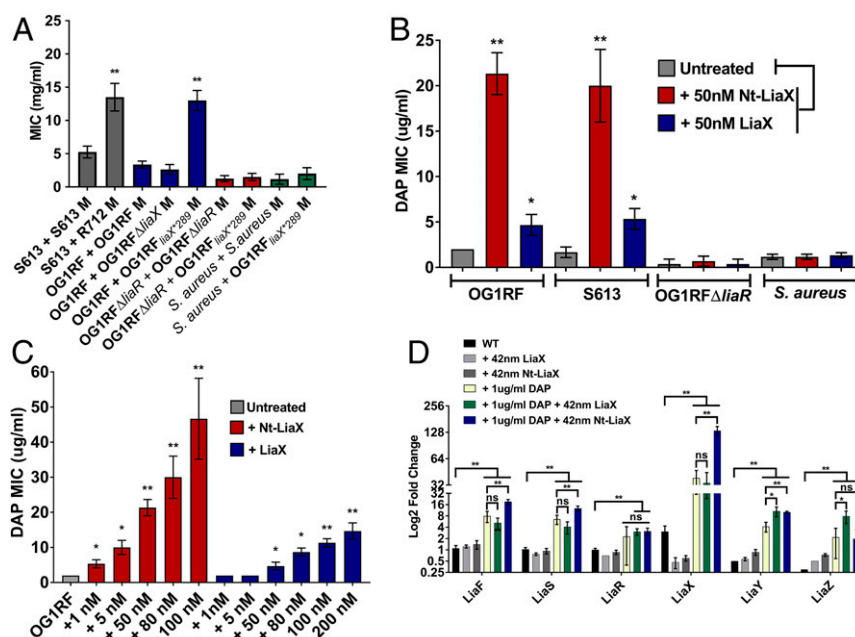 A
MIC
(mg/ml)
25
20
15
10
5
0
**
**
S613 + S613 M
S613 + R712 M
OG1RF + OG1RF M
OG1RF + OG1RFΔliaX M
OG1RF + OG1RFliaX*289 M
OG1RFΔliaR + OG1RFΔliaR M
OG1RFΔliaR + OG1RFliaX*289 M
S. aureus + S.aureus M
S. aureus + OG1RFliaX*289 M
B
DAP MIC (ug/ml)
25
20
15
10
5
0
**
*
**
*
Untreated
+ 50nM Nt-LiaX
+ 50nM LiaX
OG1RF
S613
OG1RFΔliaR
S. aureus
C
DAP MIC (ug/ml)
60
50
40
30
20
10
0
*
*
**
**
**
*
*
**
**
Untreated
+ Nt-LiaX
+ LiaX
OG1RF
+1 nM
+ 5 nM
+ 50 nM
+ 80 nM
100 nM
+ 1nM
+ 5 nM
+ 50 nM
+ 80 nM
100 nM
200 nM
D
WT
+ 42nm LiaX
+ 42nm Nt-LiaX
+ 1ug/ml DAP
+ 1ug/ml DAP + 42nm LiaX
+ 1ug/ml DAP + 42nm Nt-LiaX
Log2 Fold Change
256
128
64
32
32
16
8
4
2
1
0.5
0.25
**
**
ns
**
**
ns
**
ns
**
**
ns
**
**
*
**
ns
*
LiaF
LiaS
LiaR
LiaX
LiaY
LiaZ